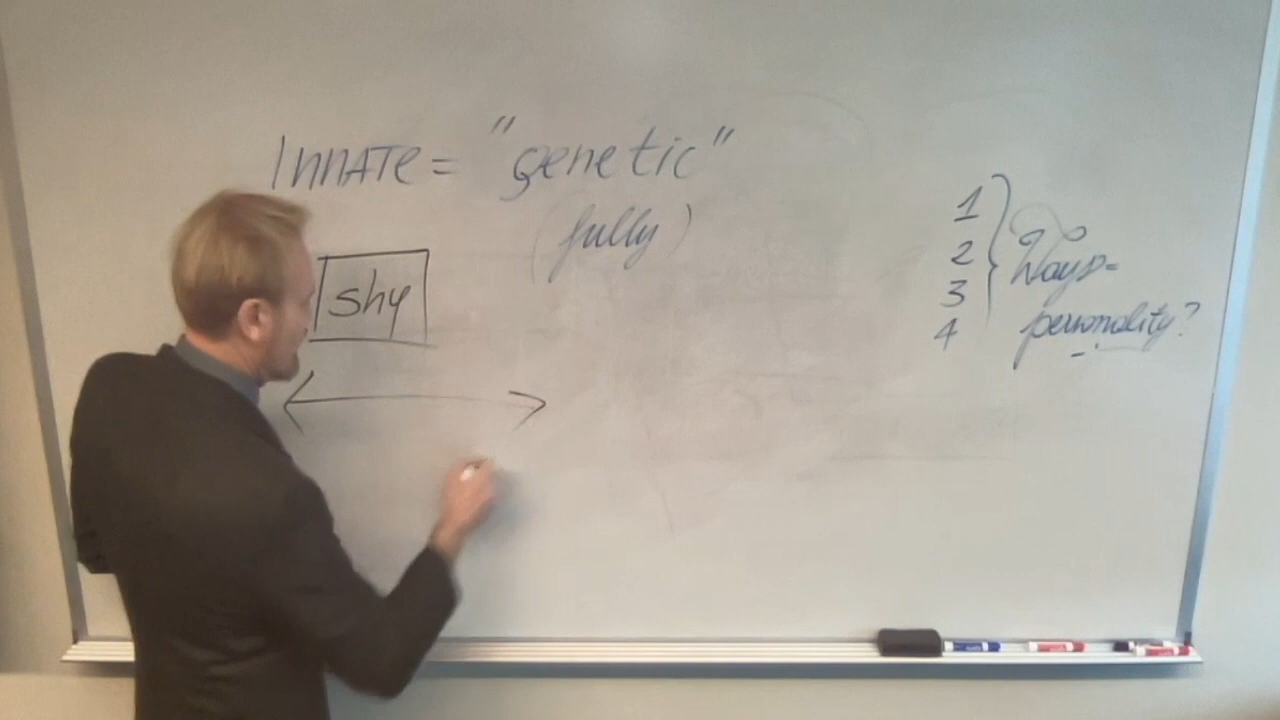 INNATE = "genetic"
(fully)
shy
1
2
3
4
Ways =
personality?